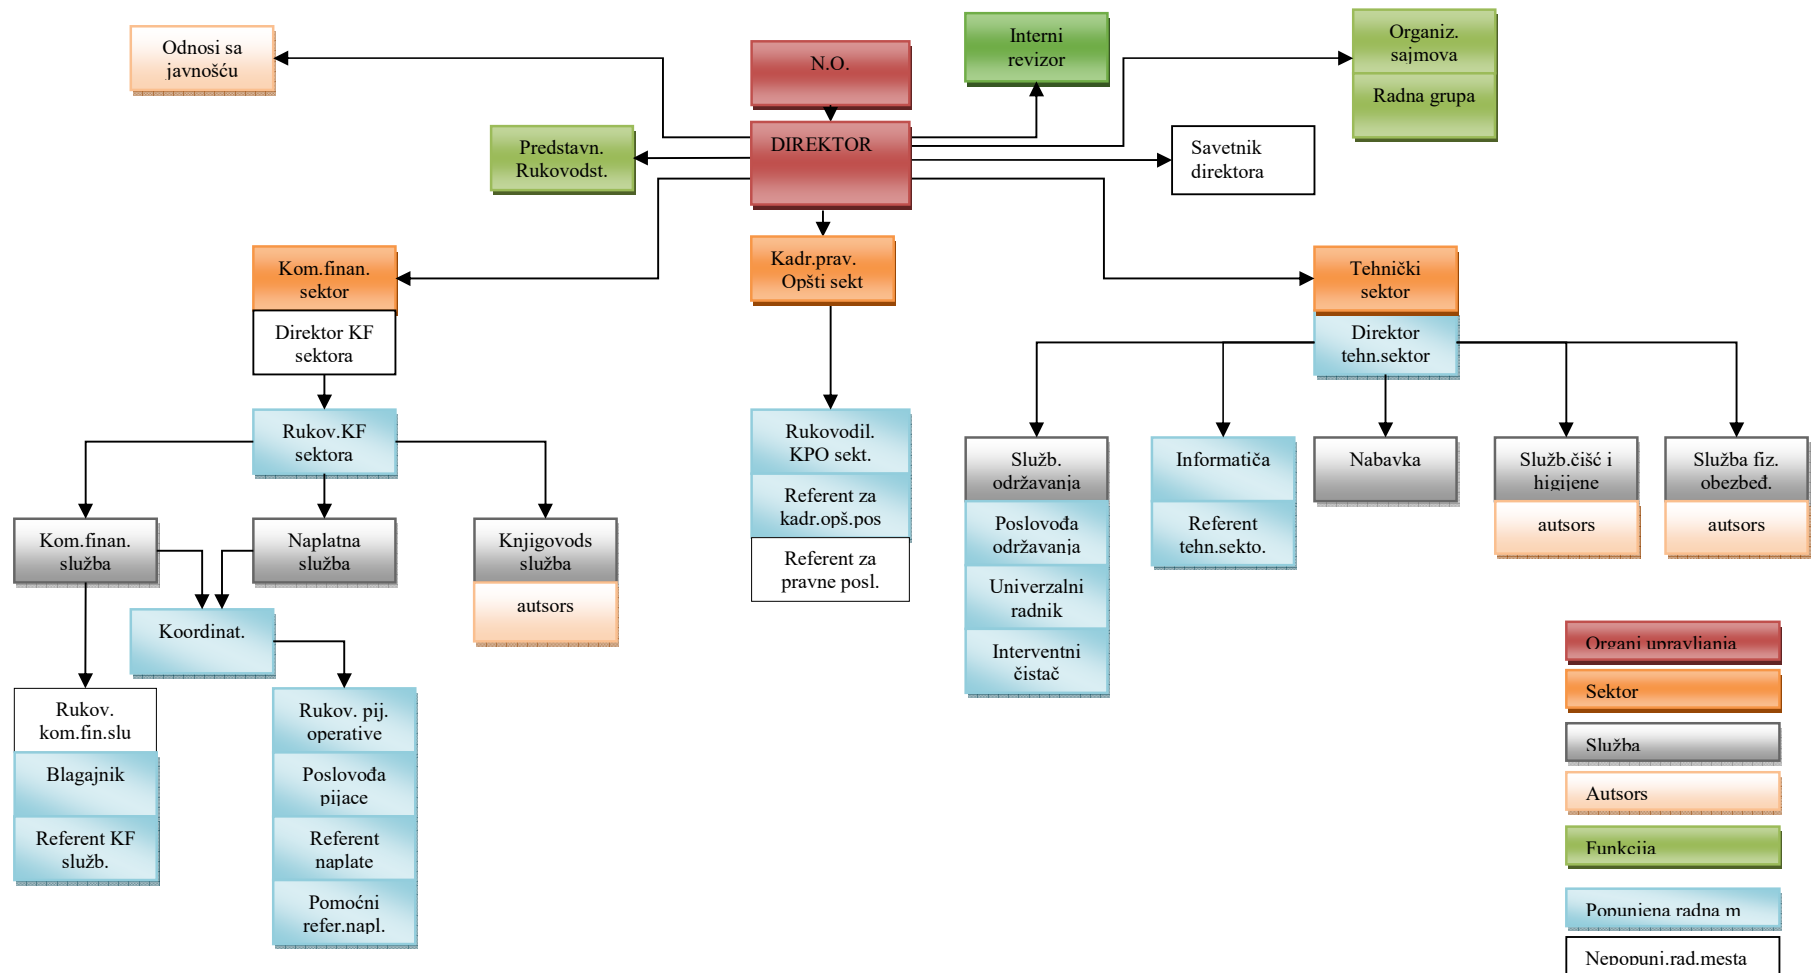 Odnosi sa
javnošću
N.O.
Interni
revizor
Organiz.
sajmova
Radna grupa
DIREKTOR
Predstavn.
Rukovodst.
Savetnik
direktora
Kom.finan.
sektor
Direktor KF
sektora
Kadr.prav.
Opšti sekt
Tehnički
sektor
Direktor
tehn.sektor
Rukov.KF
sektora
Rukovodil.
KPO sekt.
Referent za
kadr.opš.pos
Referent za
pravne posl.
Služb.
održavanja
Poslovođa
održavanja
Univerzalni
radnik
Interventni
čistač
Informatiča
Referent
tehn.sekto.
Nabavka
Služb.čišć i
higijene
autsors
Služba fiz.
obezbeđ.
autsors
Kom.finan.
služba
Naplatna
služba
Knjigovods
služba
autsors
Koordinat.
Rukov.
kom.fin.slu
Blagajnik
Referent KF
služb.
Rukov. pij.
operative
Poslovođa
pijace
Referent
naplate
Pomoćni
refer.napl.
Organi upravljanja
Sektor
Služba
Autsors
Funkcija
Popunjena radna m
Nepopunj.rad.mesta